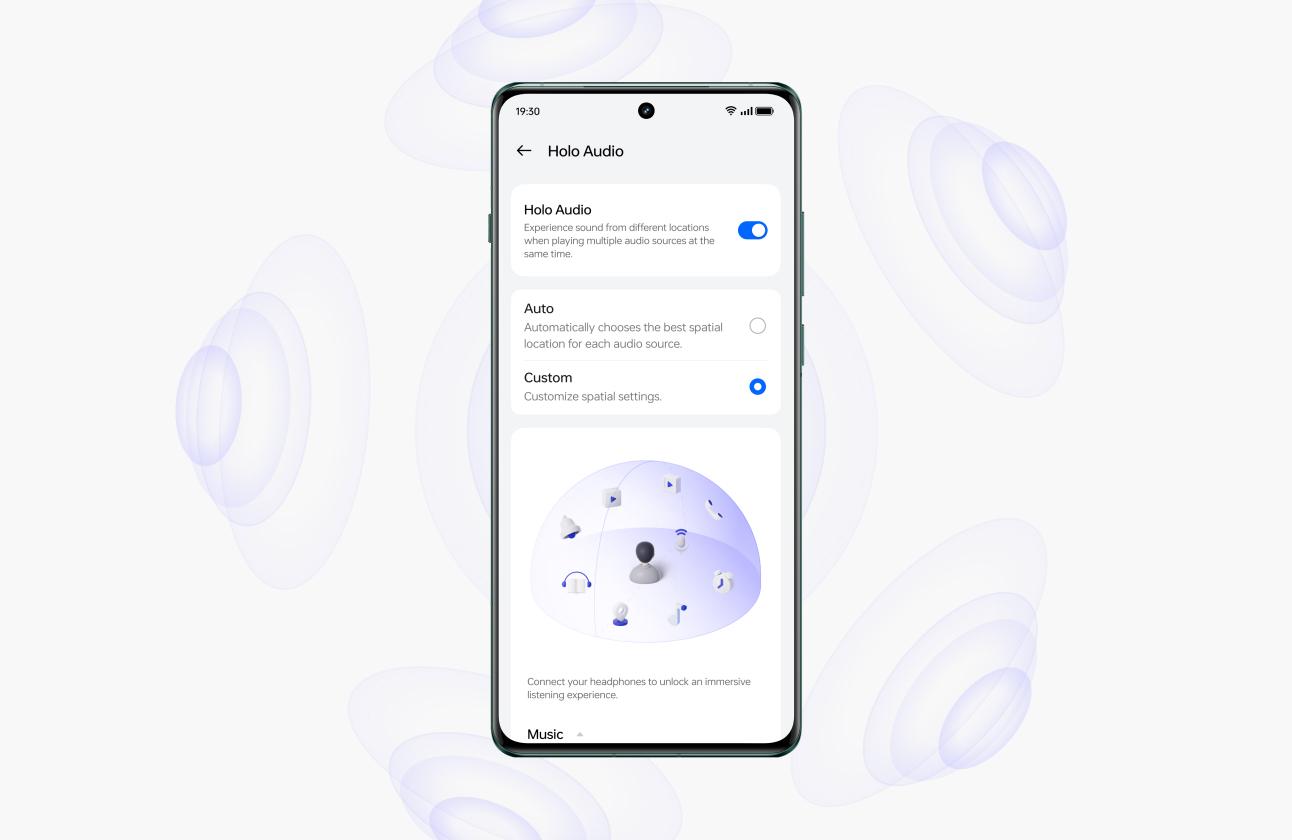 19:30
Holo Audio
Holo Audio
Experience sound from different locations
when playing multiple audio sources at the
same time.
Auto
Automatically chooses the best spatial
location for each audio source.
Custom
Customize spatial settings.
Connect your headphones to unlock an immersive
listening experience.
Music